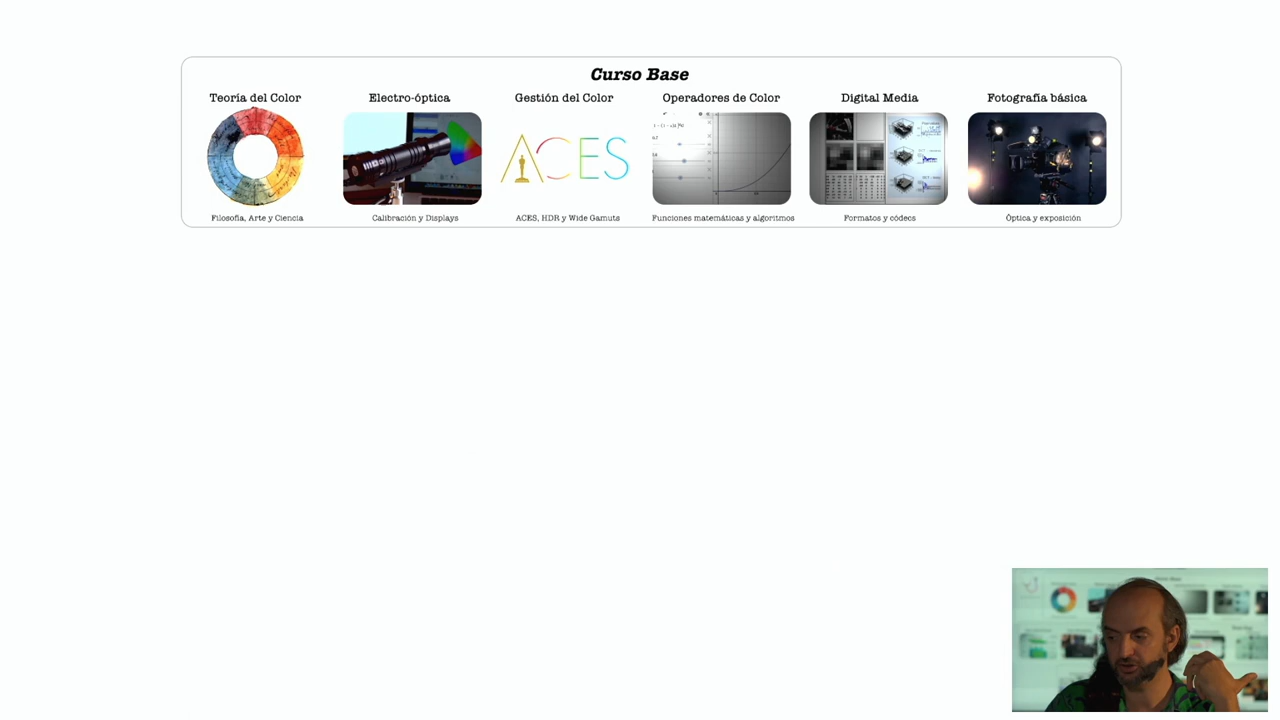 Curso Base
Teoría del Color
Electro-óptica
Gestión del Color
Operadores de Color
Digital Media
Fotografía básica
ACES
Filosofía, Arte y Ciencia
Calibración y Displays
ACES, HDR y Wide Gamuts
Funciones matemáticas y algoritmos
Formatos y códecs
Óptica y exposición